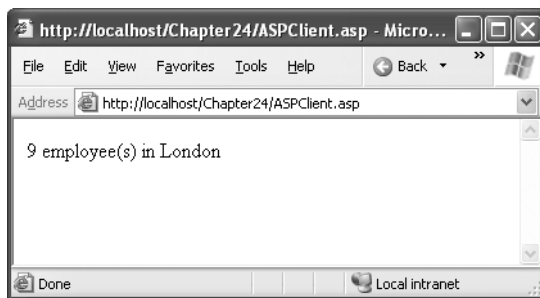 http://localhost/Chapter24/ASPClient.asp - Micro...
File Edit View Favorites Tools Help Back »
Address http://localhost/Chapter24/ASPClient.asp
9 employee(s) in London
Done Local intranet